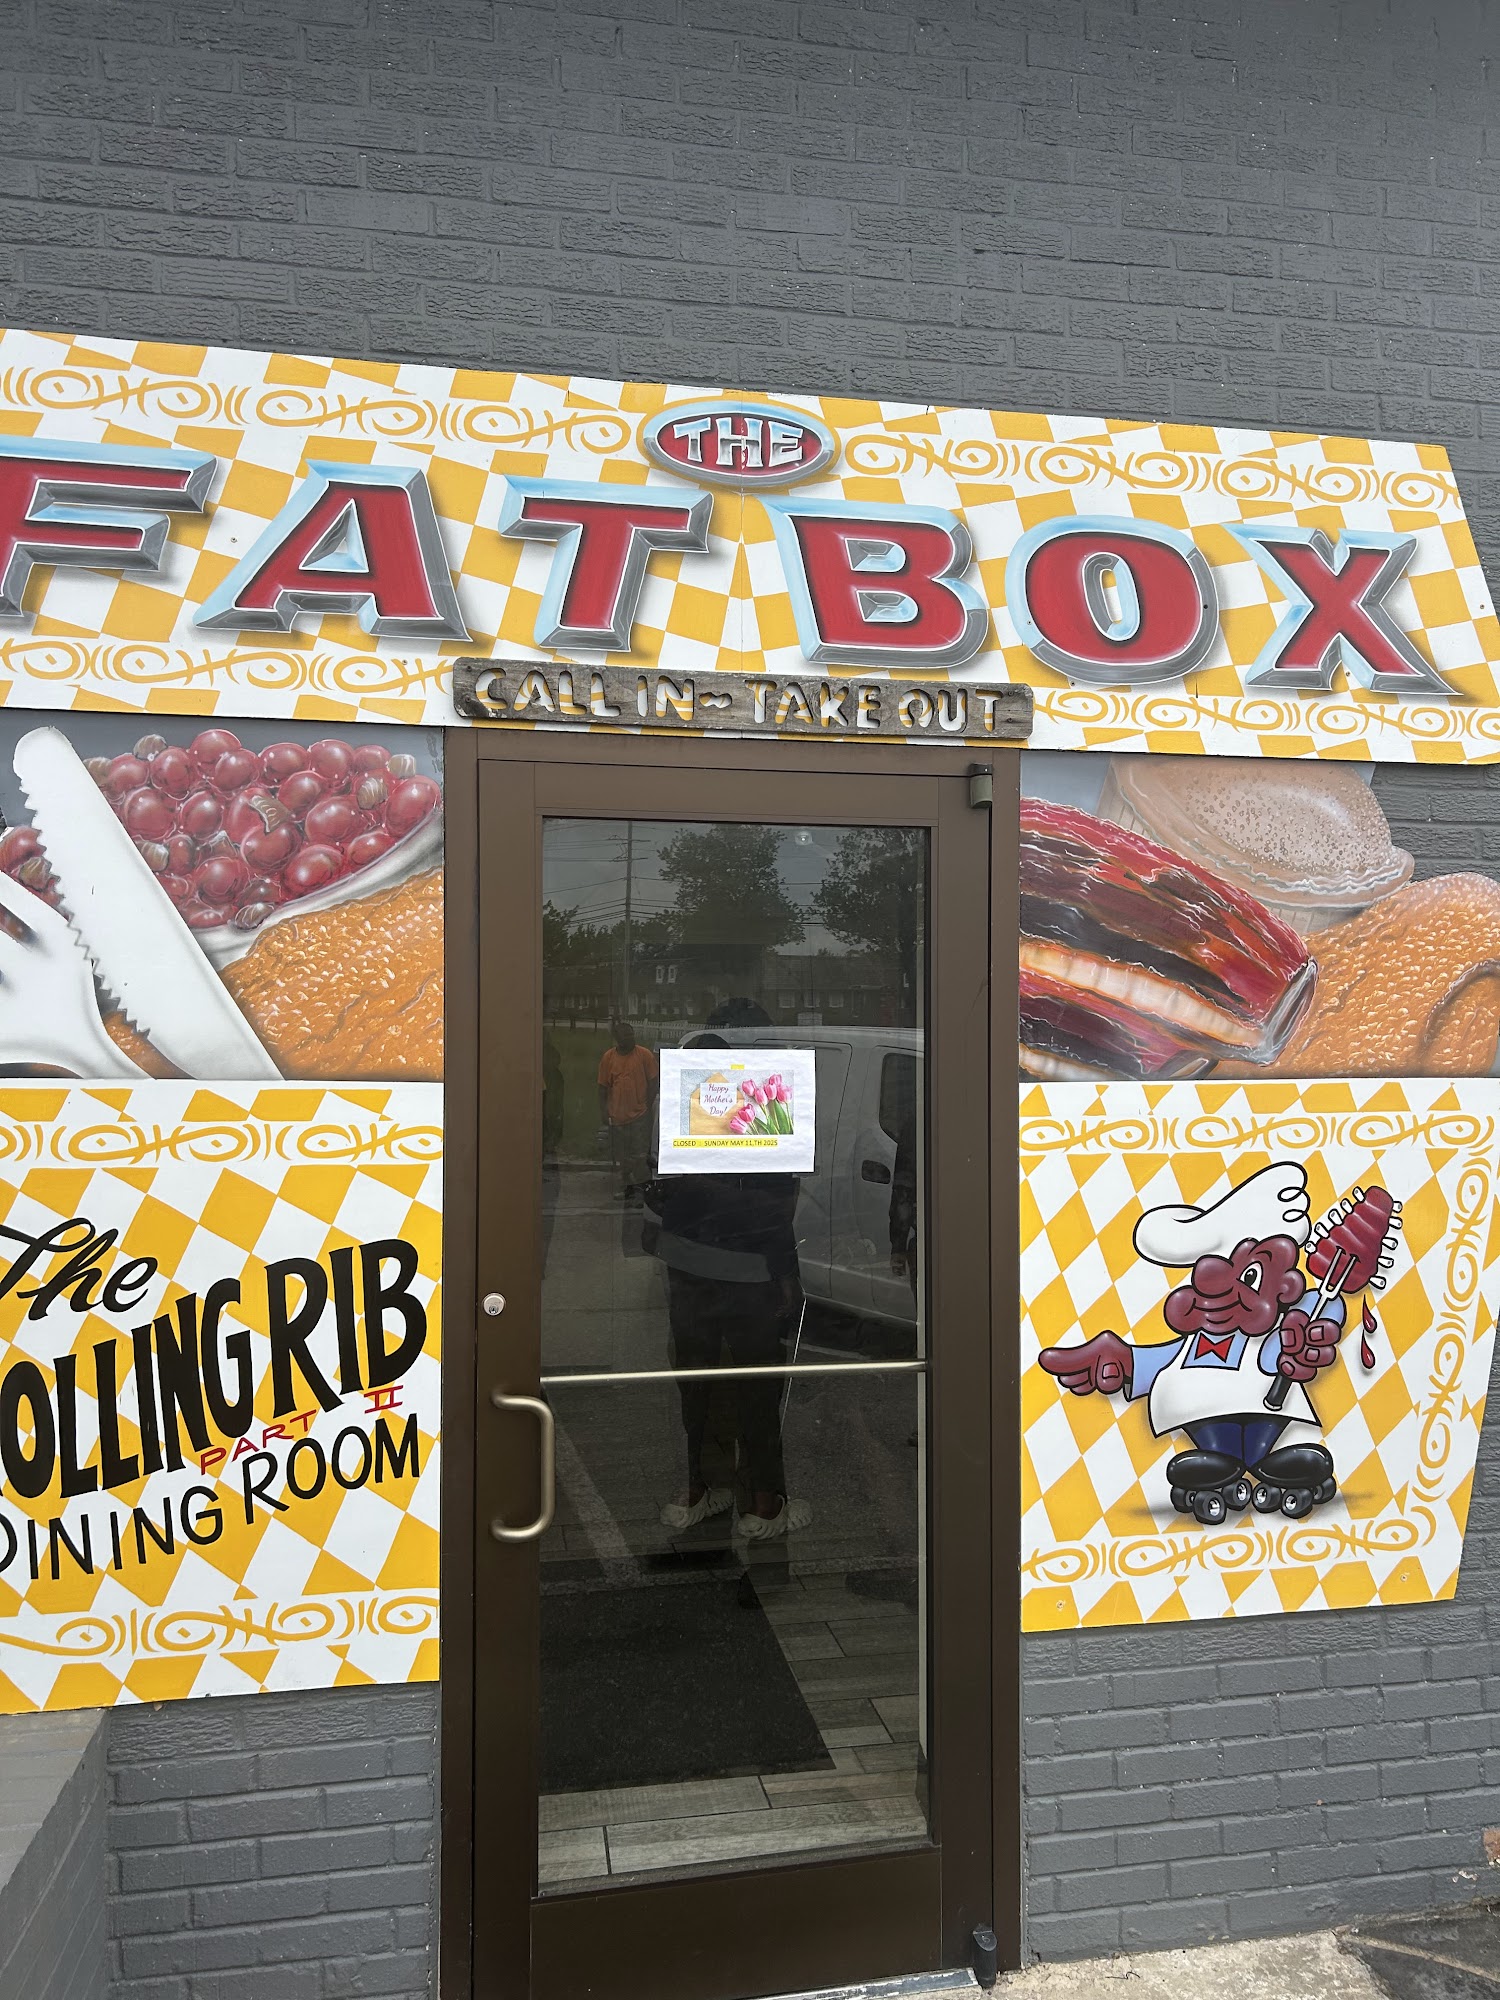 THE
FAT BOX
CALL IN ~ TAKE OUT
Happy
Mother's
Day!
CLOSED - SUNDAY MAY 11,TH 2025
The
OLLING RIB
PART II
DINING ROOM